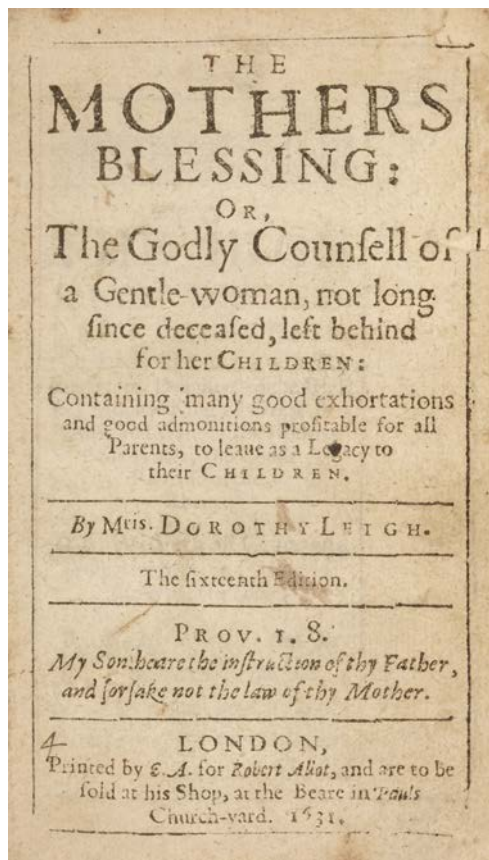 THE
MOTHERS
BLESSING:
OR,
The Godly Counſell of
a Gentle-woman, not long
ſince deceaſed, left behind
for her CHILDREN:
Containing many good exhortations
and good admonitions profitable for all
Parents, to leaue as a Legacy to
their CHILDREN.
By Mris. DOROTHY LEIGH.
The ſixteenth Edition.
PROV. 1. 8.
My Son heare the inſtruction of thy Father,
and forſake not the law of thy Mother.
4
LONDON,
Printed by E. A. for Robert Allot, and are to be
ſold at his Shop, at the Beare in Pauls
Church-yard. 1631.